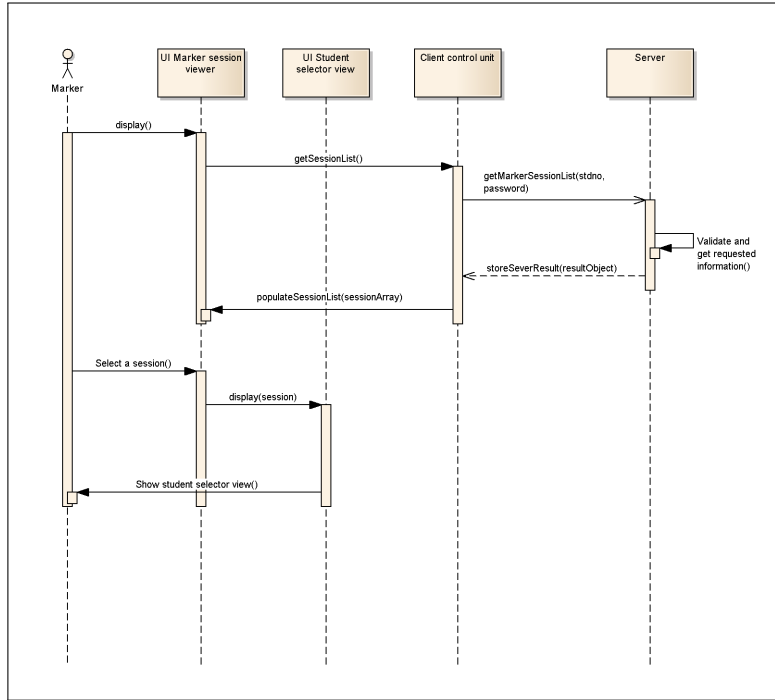 Marker
UI Marker session
viewer
UI Student
selector view
Client control unit
Server
display()
getSessionList()
getMarkerSessionList(stdno,
password)
Validate and
get requested
information()
storeSeverResult(resultObject)
populateSessionList(sessionArray)
Select a session()
display(session)
Show student selector view()